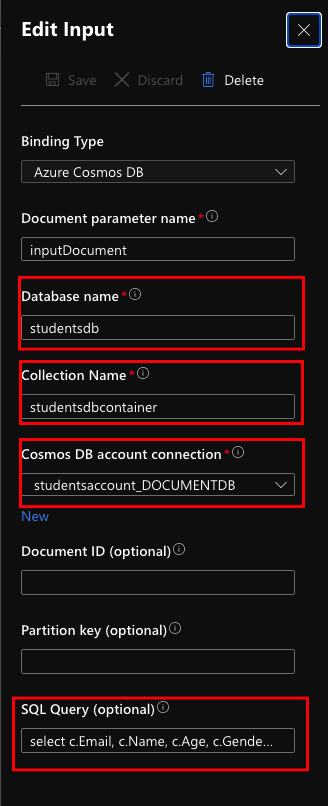 Edit Input
Save Discard Delete
Binding Type
Azure Cosmos DB
Document parameter name *
inputDocument
Database name *
studentsdb
Collection Name *
studentsdbcontainer
Cosmos DB account connection *
studentsaccount_DOCUMENTDB
New
Document ID (optional)
Partition key (optional)
SQL Query (optional)
select c.Email, c.Name, c.Age, c.Gende...